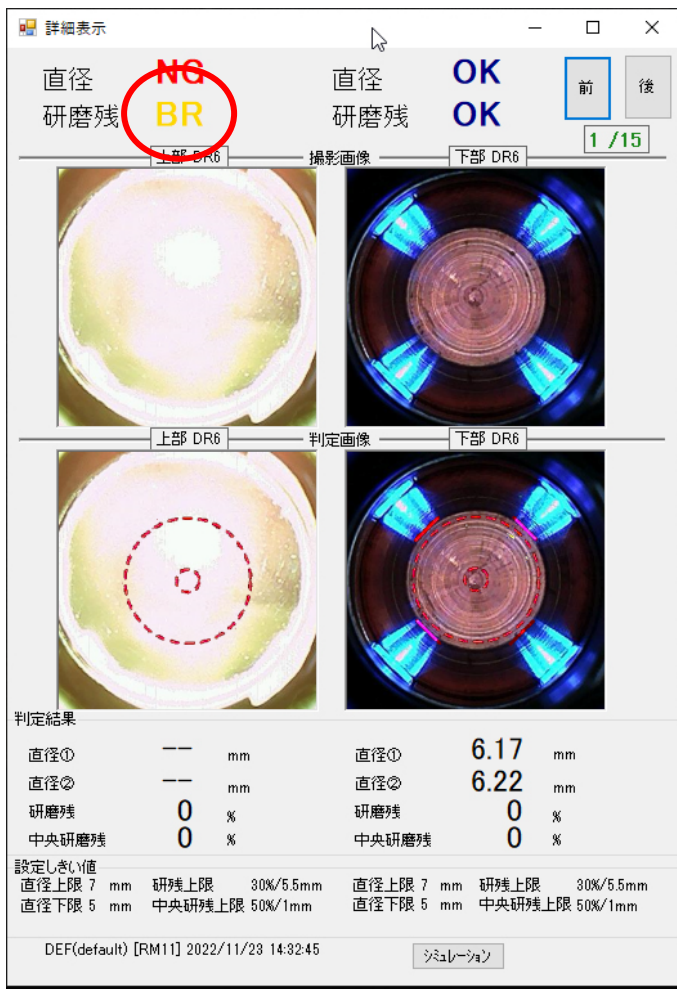 詳細表示
直径 NG 直径 OK
研磨残 BR 研磨残 OK
前 後
1 /15
上部 DR6 撮影画像 下部 DR6
上部 DR6 判定画像 下部 DR6
判定結果
直径① -- mm 直径① 6.17 mm
直径② -- mm 直径② 6.22 mm
研磨残 0 % 研磨残 0 %
中央研磨残 0 % 中央研磨残 0 %
設定しきい値
直径上限 7 mm 研残上限 30%/5.5mm 直径上限 7 mm 研残上限 30%/5.5mm
直径下限 5 mm 中央研残上限 50%/1mm 直径下限 5 mm 中央研残上限 50%/1mm
DEF(default) [RM11] 2022/11/23 14:32:45 シミュレーション